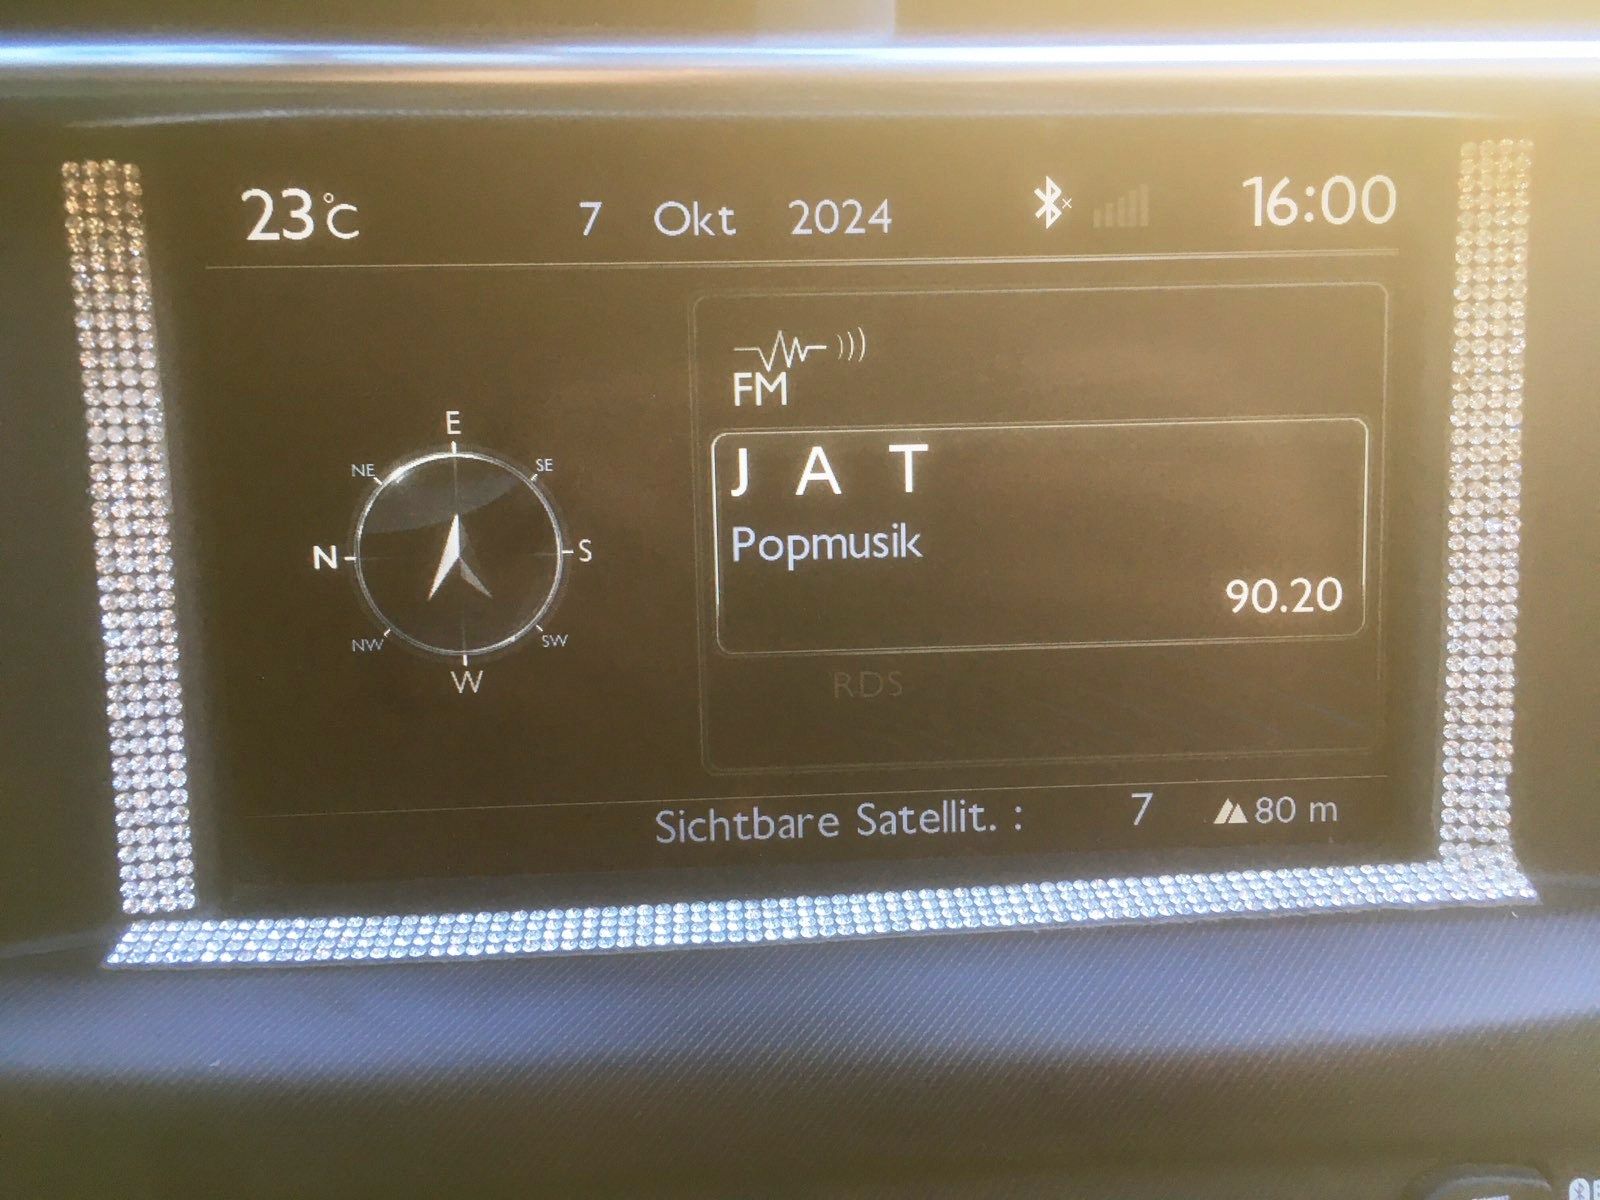 23°C 7 Okt 2024 16:00
FM
J A T
Popmusik
90.20
RDS
E
NE SE
N S
NW SW
W
Sichtbare Satellit. : 7 80 m